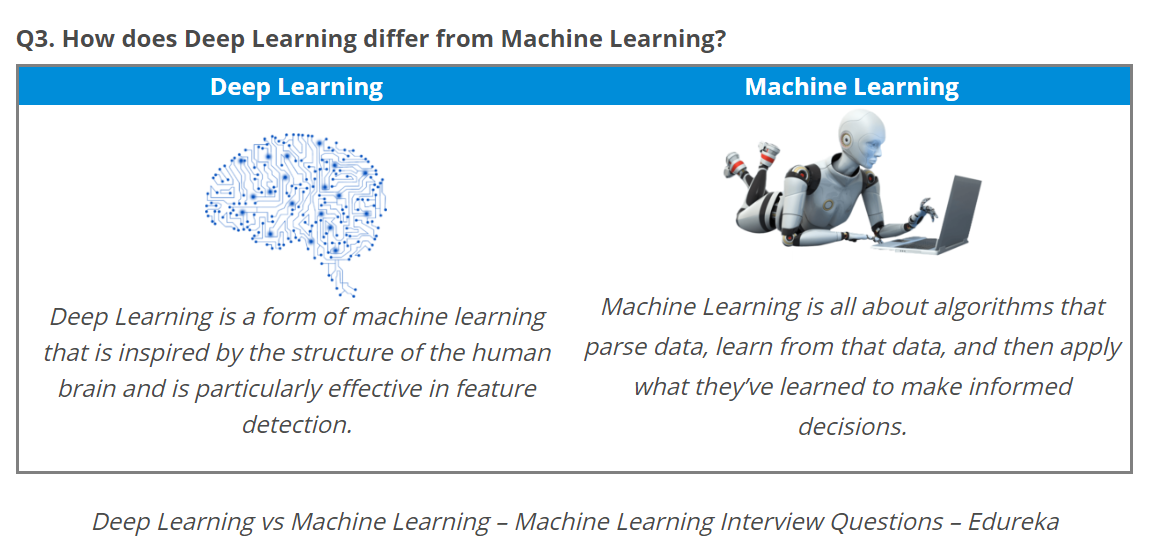 Q3. How does Deep Learning differ from Machine Learning?
Deep Learning
Machine Learning
Deep Learning is a form of machine learning
that is inspired by the structure of the human
brain and is particularly effective in feature
detection.
Machine Learning is all about algorithms that
parse data, learn from that data, and then apply
what they’ve learned to make informed
decisions.
Deep Learning vs Machine Learning – Machine Learning Interview Questions – Edureka